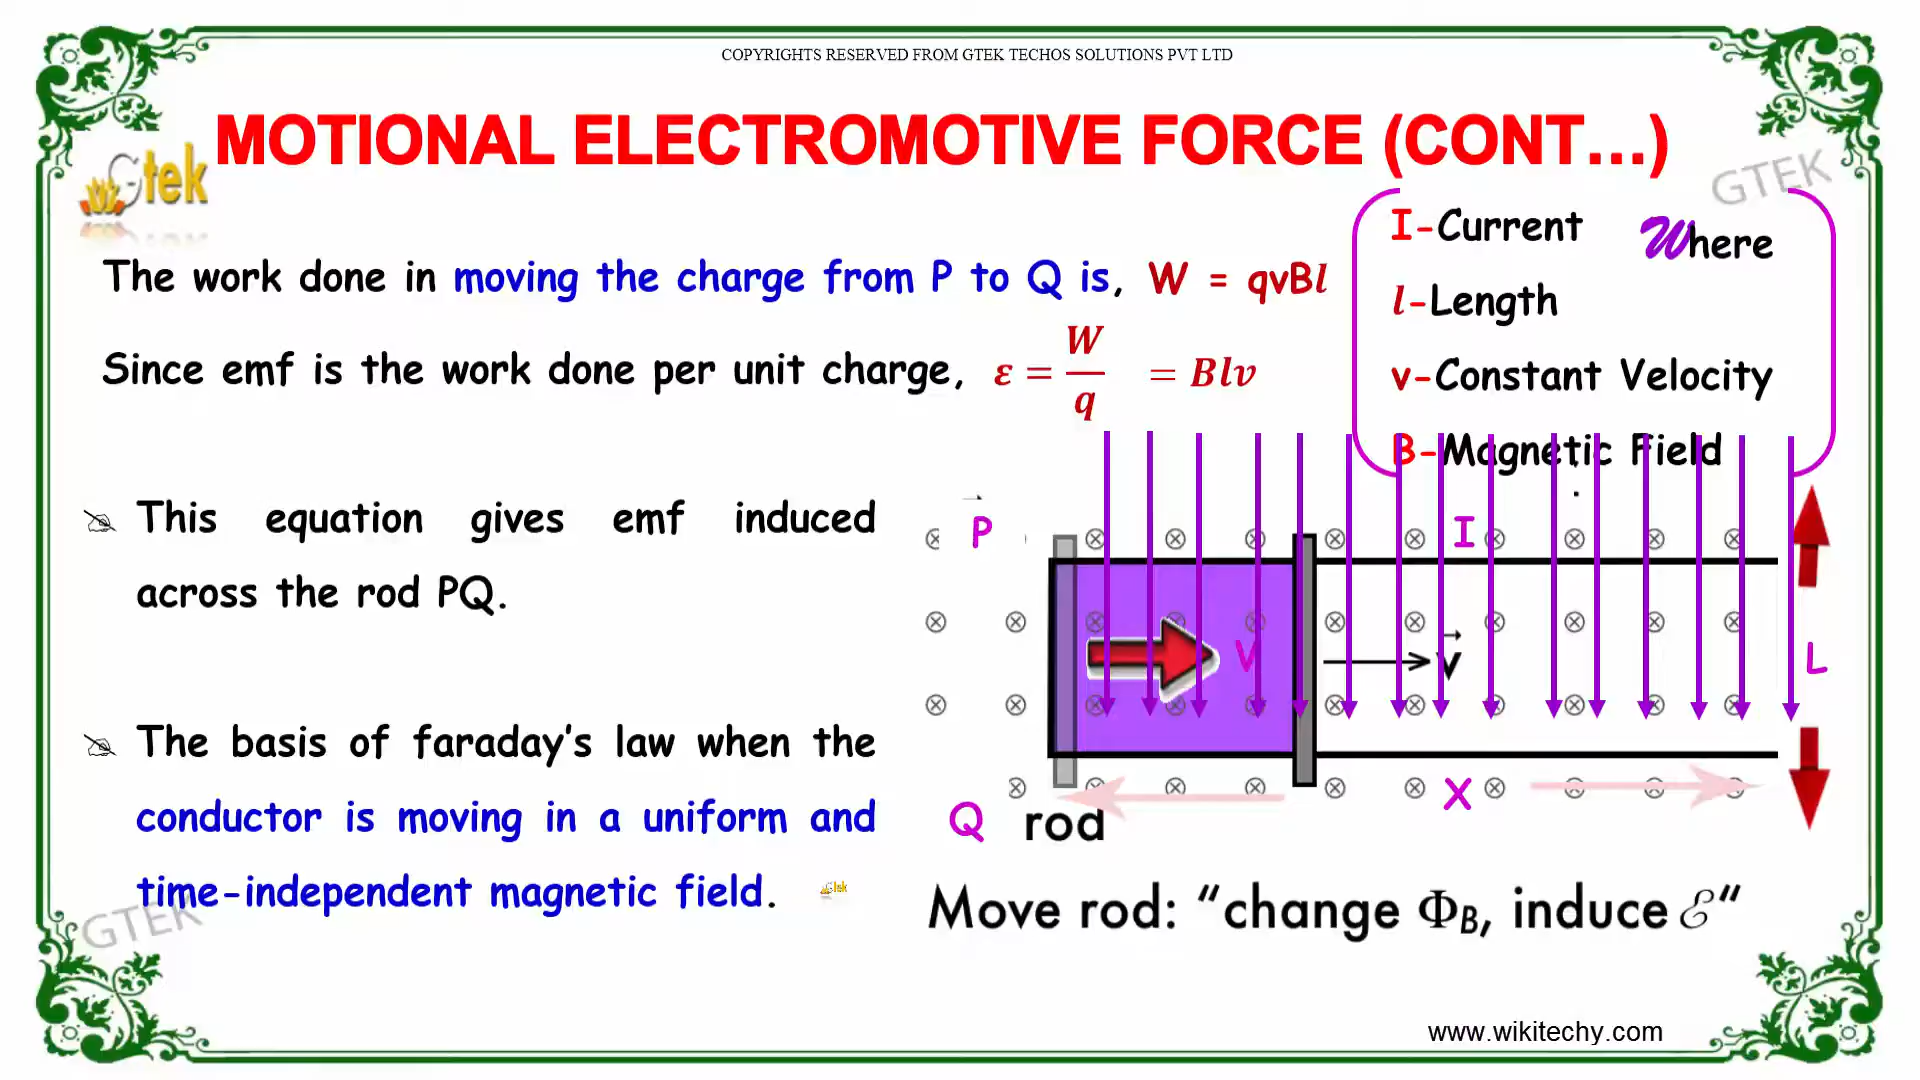 COPYRIGHTS RESERVED FROM GTEK TECHOS SOLUTIONS PVT LTD
MOTIONAL ELECTROMOTIVE FORCE (CONT...)
Gtek
GTEK
I-Current Where
l-Length
v-Constant Velocity
B-Magnetic Field
The work done in moving the charge from P to Q is, W = qvBl
Since emf is the work done per unit charge, ε = W/q = Blv
This equation gives emf induced
across the rod PQ.
The basis of faraday's law when the
conductor is moving in a uniform and
time-independent magnetic field.
GTEK
P
I
V
v
L
X
Q rod
Move rod: “change ΦB, induce ℰ“
www.wikitechy.com